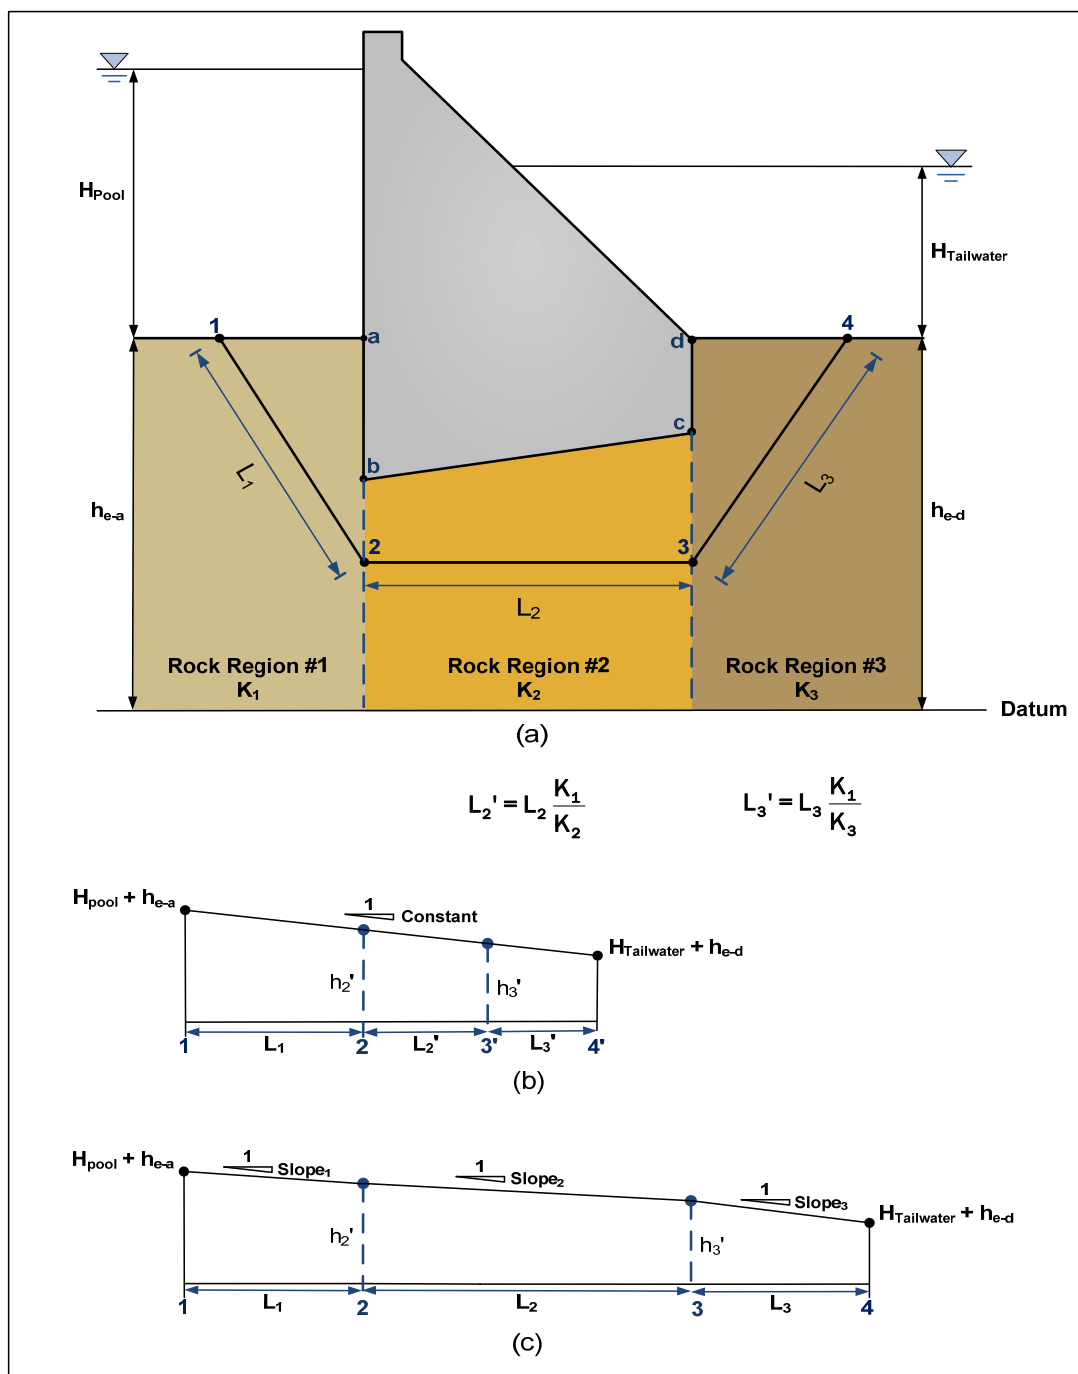 H_Pool
H_Tailwater
1
a
d
4
b
c
L₁
L₃
h_e-a
h_e-d
2
3
L₂
Rock Region #1
K₁
Rock Region #2
K₂
Rock Region #3
K₃
Datum
(a)
L₂' = L₂ K₁/K₂
L₃' = L₃ K₁/K₃
H_pool + h_e-a
1
Constant
H_Tailwater + h_e-d
h₂'
h₃'
L₁
L₂'
L₃'
1
2
3'
4'
(b)
H_pool + h_e-a
1
Slope₁
1
Slope₂
1
Slope₃
H_Tailwater + h_e-d
h₂'
h₃'
L₁
L₂
L₃
1
2
3
4
(c)